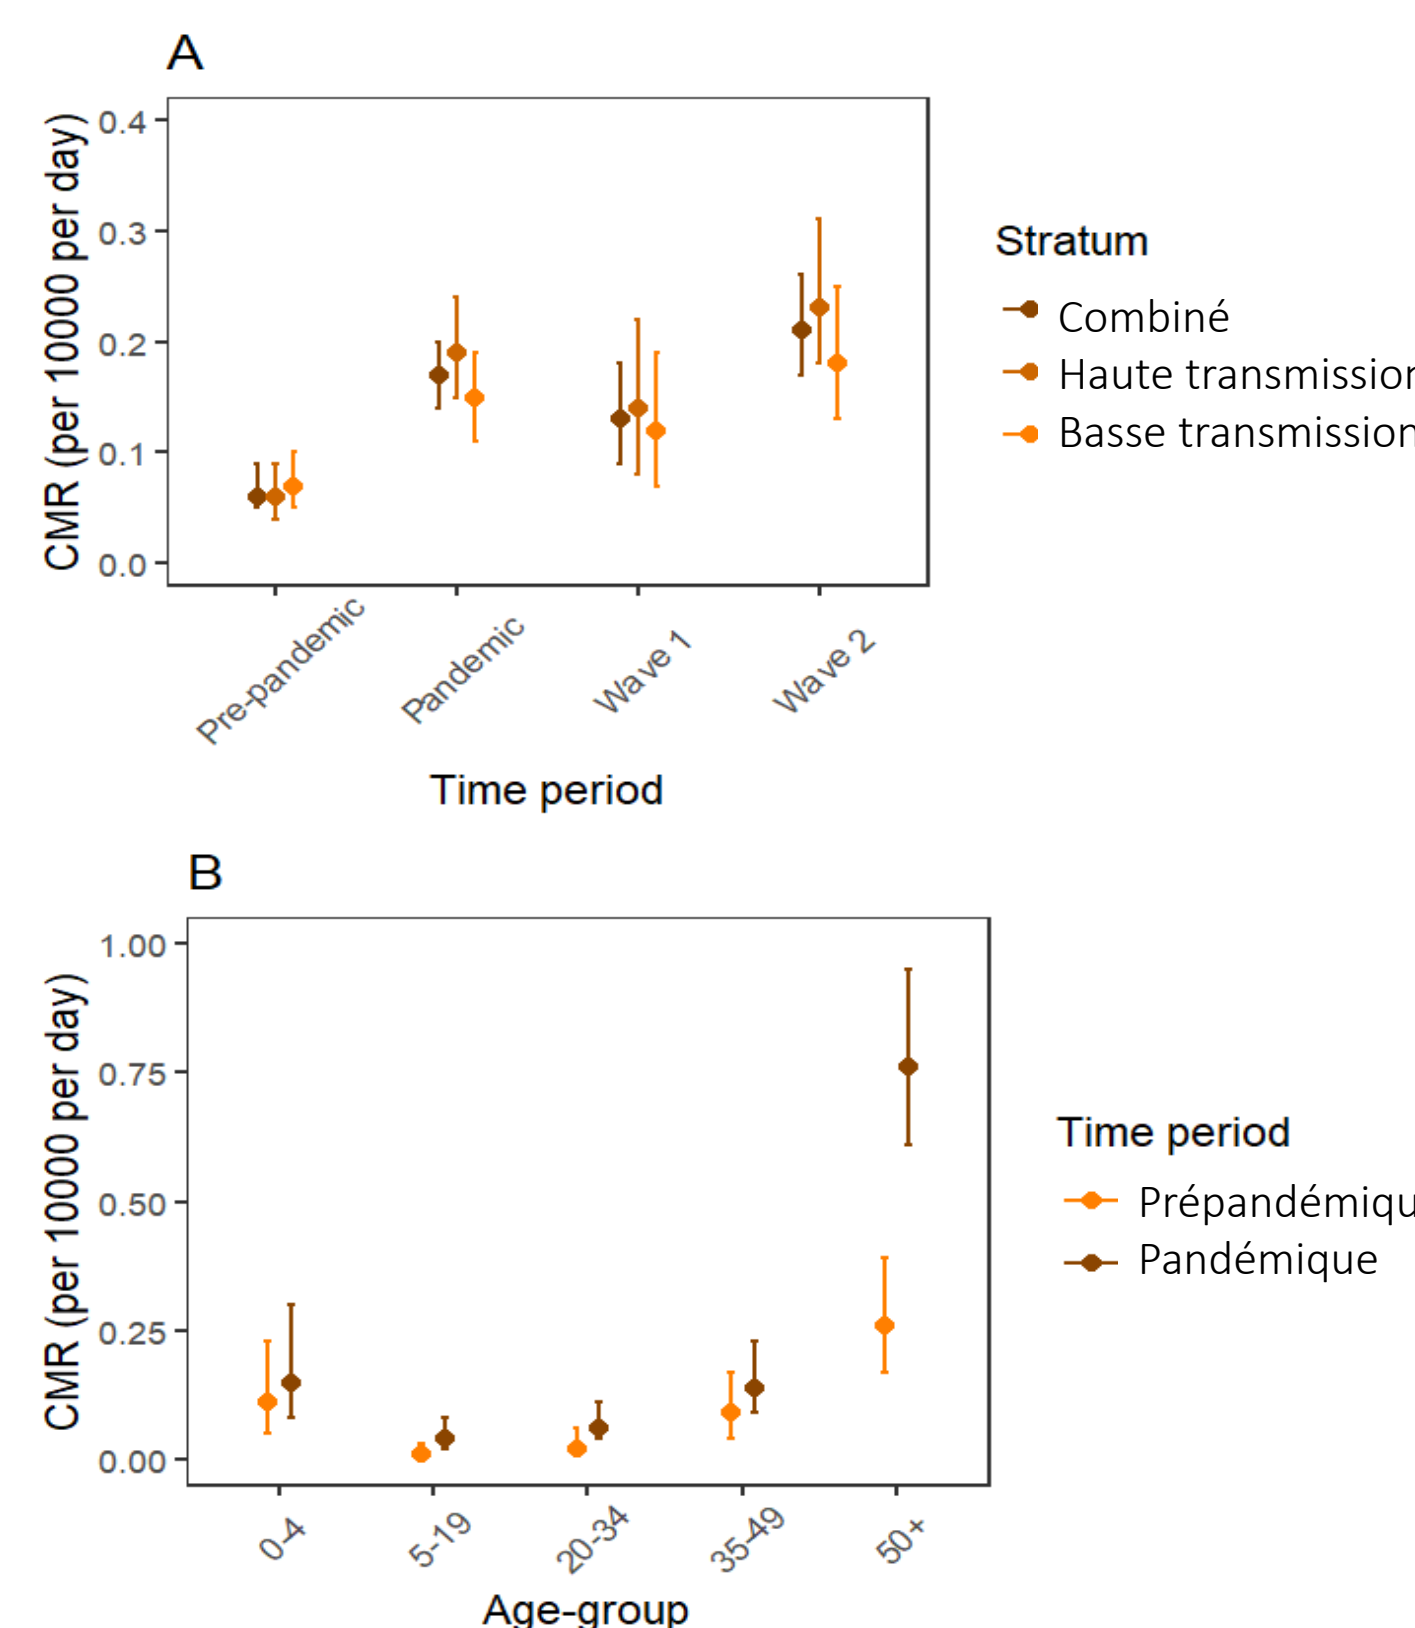 A
CMR (per 10000 per day)
0.4
0.3
0.2
0.1
0.0
Pre-pandemic
Pandemic
Wave 1
Wave 2
Time period
Stratum
Combiné
Haute transmission
Basse transmission
B
CMR (per 10000 per day)
1.00
0.75
0.50
0.25
0.00
0-4
5-19
20-34
35-49
50+
Age-group
Time period
Prépandémiqu
Pandémique